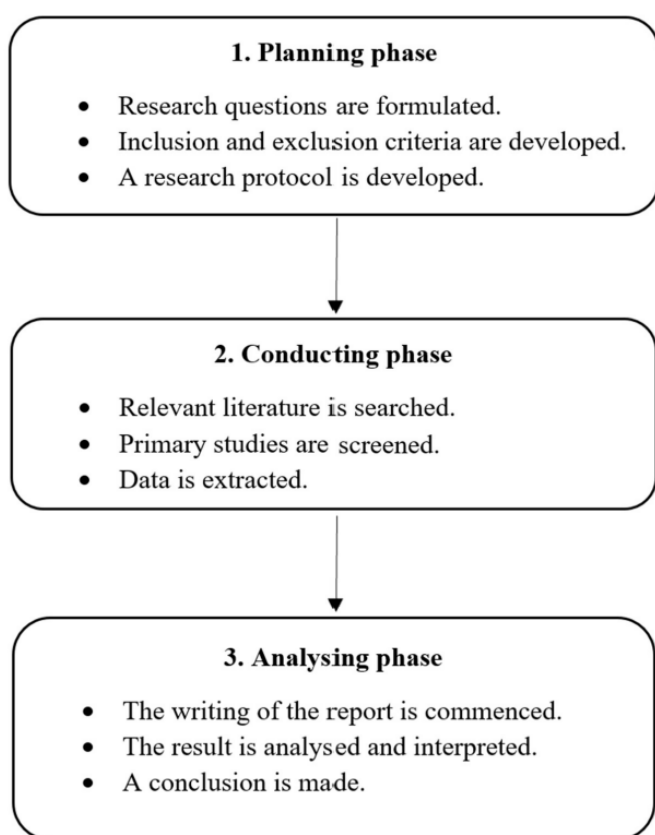 1. Planning phase
• Research questions are formulated.
• Inclusion and exclusion criteria are developed.
• A research protocol is developed.
2. Conducting phase
• Relevant literature is searched.
• Primary studies are screened.
• Data is extracted.
3. Analysing phase
• The writing of the report is commenced.
• The result is analysed and interpreted.
• A conclusion is made.